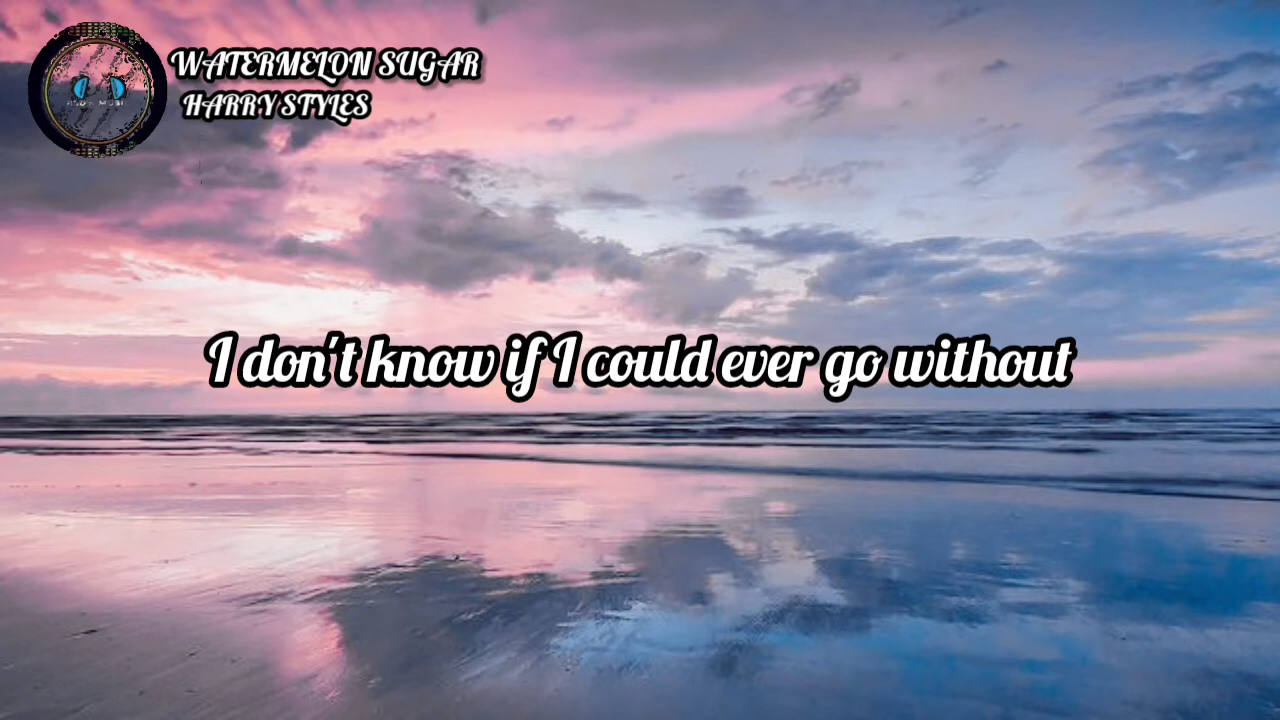 WATERMELON SUGAR
HARRY STYLES
I don't know if I could ever go without